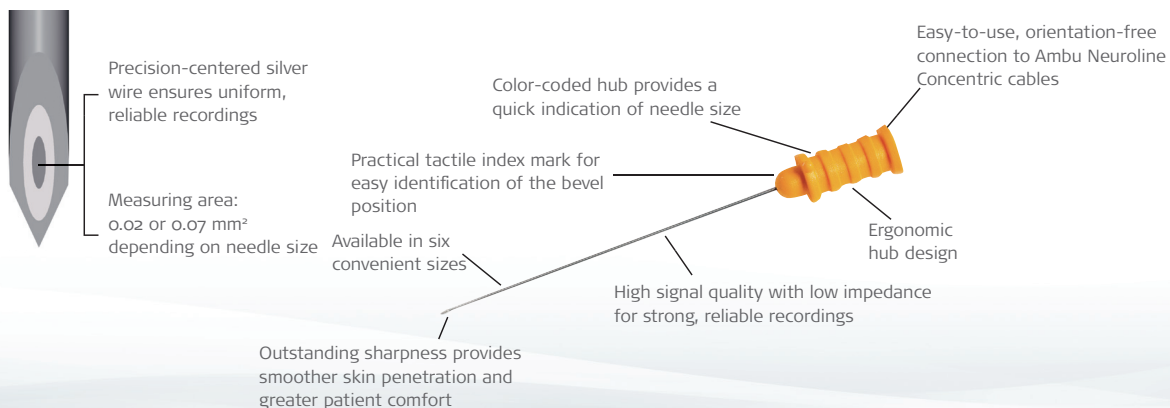 Precision-centered silver
wire ensures uniform,
reliable recordings
Measuring area:
0.02 or 0.07 mm²
depending on needle size
Easy-to-use, orientation-free
connection to Ambu Neuroline
Concentric cables
Color-coded hub provides a
quick indication of needle size
Practical tactile index mark for
easy identification of the bevel
position
Available in six
convenient sizes
Ergonomic
hub design
High signal quality with low impedance
for strong, reliable recordings
Outstanding sharpness provides
smoother skin penetration and
greater patient comfort